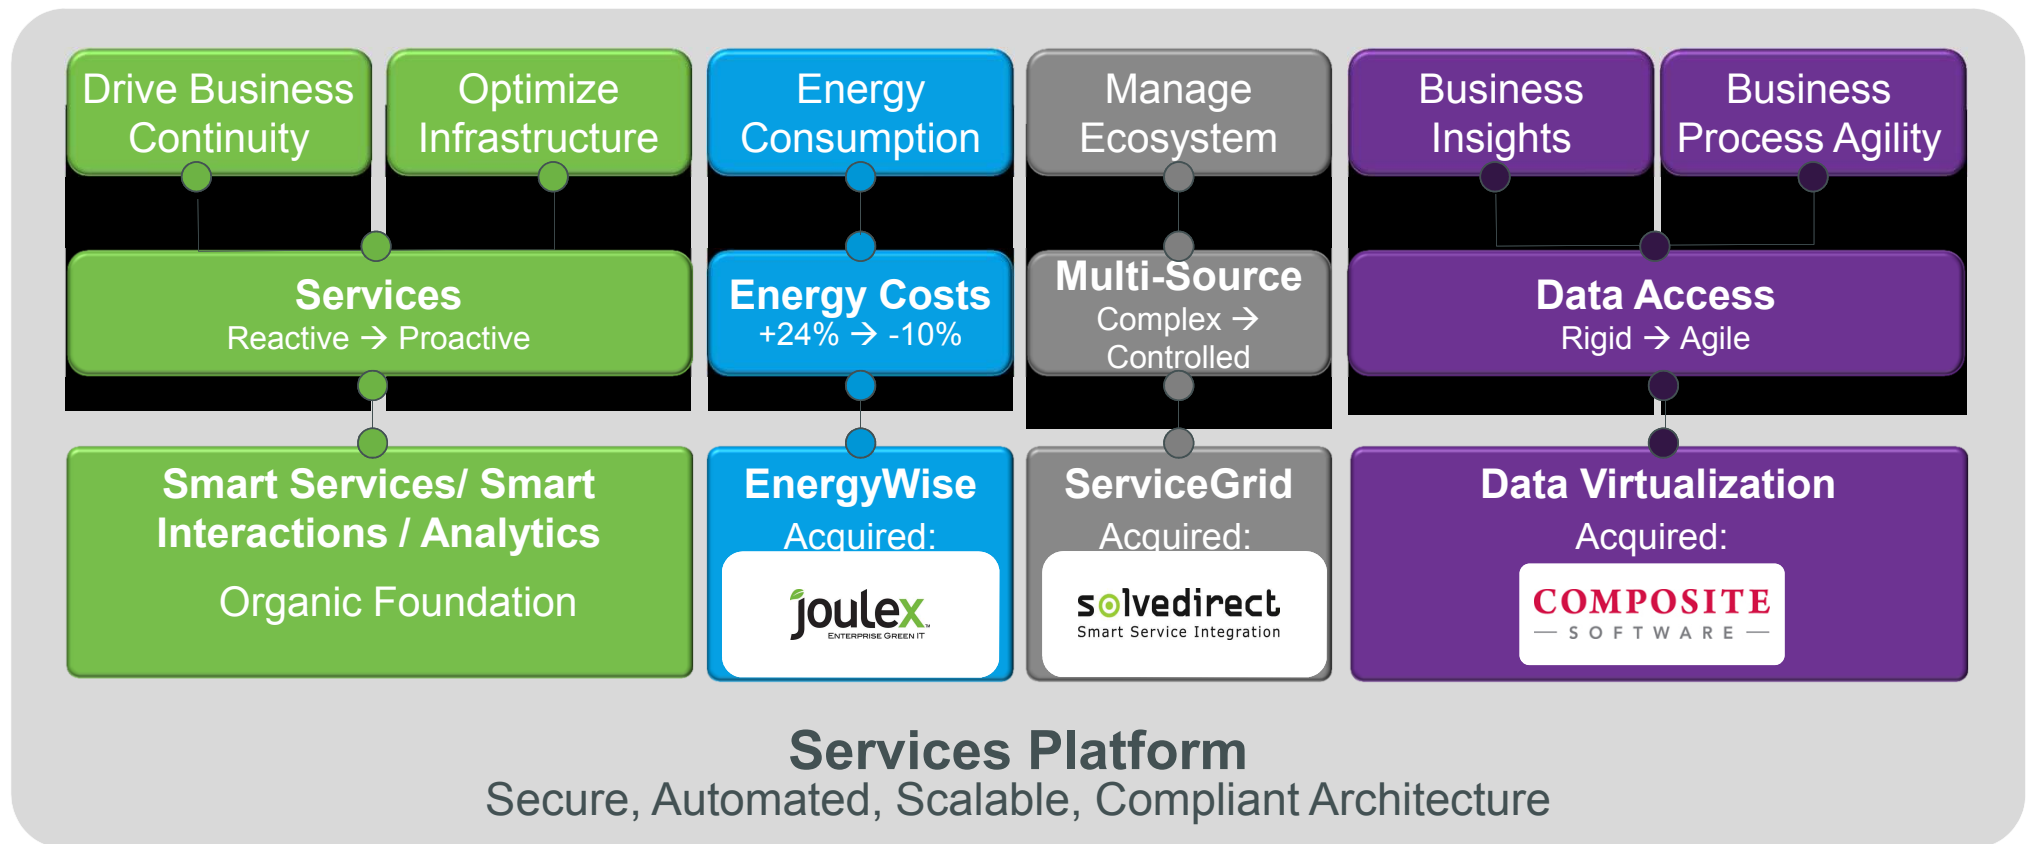 Drive Business
Continuity
Optimize
Infrastructure
Energy
Consumption
Manage
Ecosystem
Business
Insights
Business
Process Agility
Services
Reactive → Proactive
Energy Costs
+24% → -10%
Multi-Source
Complex →
Controlled
Data Access
Rigid → Agile
Smart Services/ Smart
Interactions / Analytics
Organic Foundation
EnergyWise
Acquired:
joulex™
ENTERPRISE GREEN IT
ServiceGrid
Acquired:
solvedirect
Smart Service Integration
Data Virtualization
Acquired:
COMPOSITE
SOFTWARE
Services Platform
Secure, Automated, Scalable, Compliant Architecture